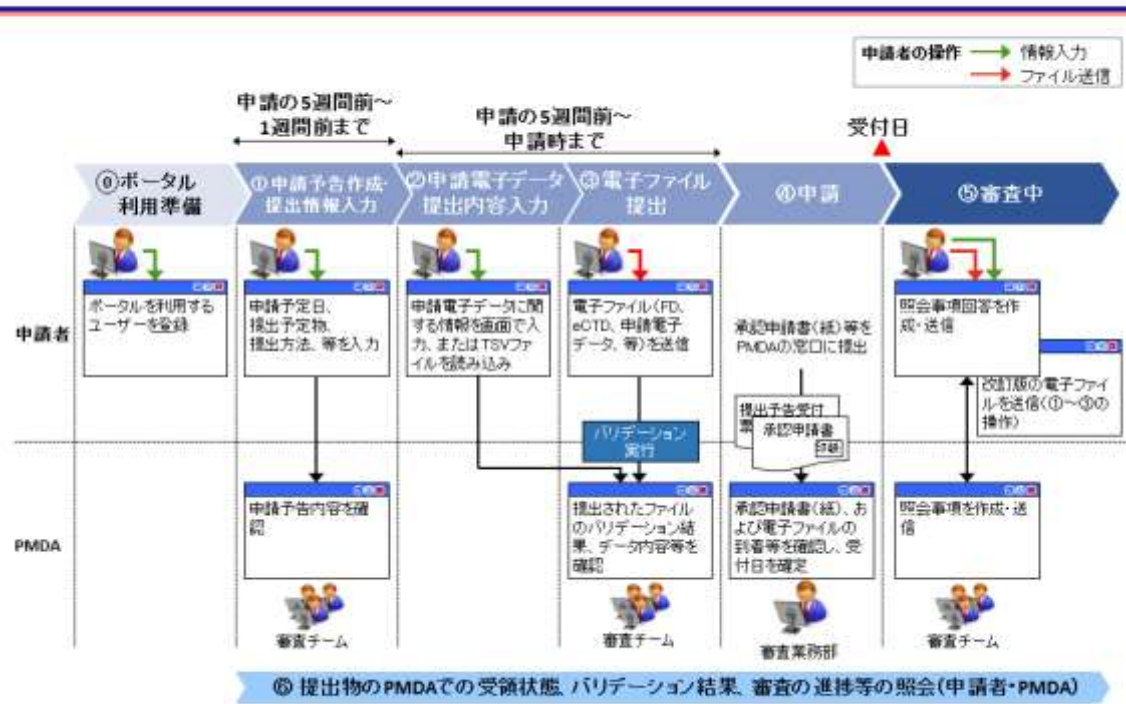 申請者の操作 → 情報入力
→ ファイル送信
申請の5週間前～
1週間前まで
申請の5週間前～
申請時まで
受付日
⓪ポータル
利用準備
①申請予告作成・
提出情報入力
②申請電子データ
提出内容入力
③電子ファイル
提出
④申請
⑤審査中
申請者
ポータルを利用する
ユーザーを登録
申請予定日、
提出予定物、
提出方法、等を入力
申請電子データに関
する情報を画面で入
力、またはTSVファ
イルを読み込み
電子ファイル(FD、
eCTD、申請電子
データ、等)を送信
承認申請書(紙)等を
PMDAの窓口に提出
照会事項回答を作
成・送信
改訂版の電子ファイ
ルを送信(①～③の
操作)
提出予告受付
票
承認申請書
印紙
バリデーション
実行
PMDA
申請予告内容を確
認
提出されたファイル
のバリデーション結
果、データ内容等を
確認
承認申請書(紙)、お
よび電子ファイルの
到着等を確認し、受
付日を確定
照会事項を作成・送
信
審査チーム
審査チーム
審査業務部
審査チーム
⑥ 提出物のPMDAでの受領状態、バリデーション結果、審査の進捗等の照会(申請者・PMDA)